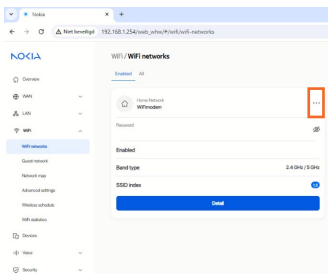 Nokia
Niet beveiligd 192.168.1.254/web_whw/#/wifi/wifi-networks
NOKIA
WiFi / WiFi networks
Enabled All
Overview
WAN
LAN
WiFi
WiFi networks
Guest network
Network map
Advanced settings
Wireless schedule
WiFi statistics
Devices
Voice
Security
Home Network
Wifimodem
Password
Enabled
Band type 2.4 GHz / 5 GHz
SSID index
Detail